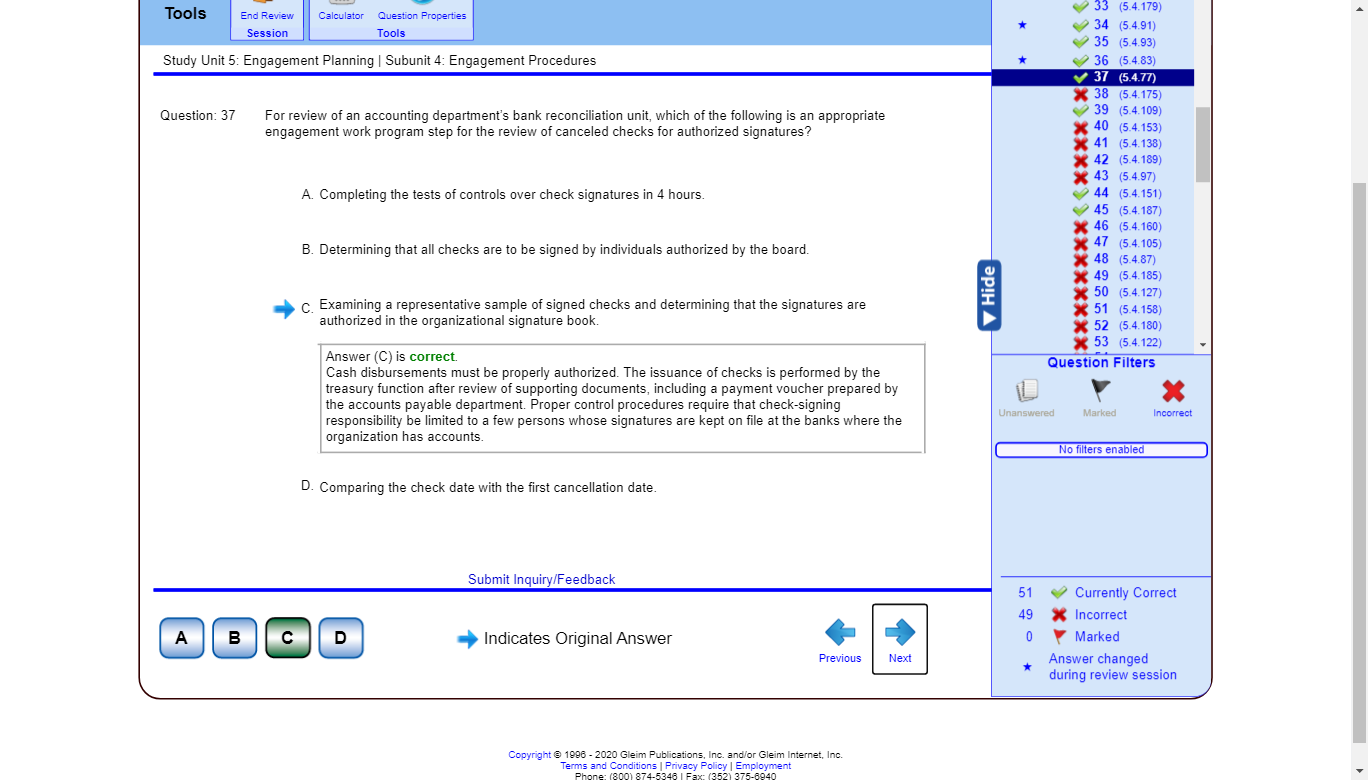 Tools
End Review
Session
Calculator
Question Properties
Tools
Study Unit 5: Engagement Planning | Subunit 4: Engagement Procedures
Question: 37
For review of an accounting department's bank reconciliation unit, which of the following is an appropriate
engagement work program step for the review of canceled checks for authorized signatures?
A. Completing the tests of controls over check signatures in 4 hours.
B. Determining that all checks are to be signed by individuals authorized by the board.
C. Examining a representative sample of signed checks and determining that the signatures are
authorized in the organizational signature book.
Answer (C) is correct.
Cash disbursements must be properly authorized. The issuance of checks is performed by the
treasury function after review of supporting documents, including a payment voucher prepared by
the accounts payable department. Proper control procedures require that check-signing
responsibility be limited to a few persons whose signatures are kept on file at the banks where the
organization has accounts.
D. Comparing the check date with the first cancellation date.
Submit Inquiry/Feedback
A B C D
Indicates Original Answer
Previous
Next
33 (5.4.179)
34 (5.4.91)
35 (5.4.93)
36 (5.4.83)
37 (5.4.77)
38 (5.4.175)
39 (5.4.109)
40 (5.4.153)
41 (5.4.138)
42 (5.4.189)
43 (5.4.97)
44 (5.4.151)
45 (5.4.187)
46 (5.4.160)
47 (5.4.105)
48 (5.4.87)
49 (5.4.185)
50 (5.4.127)
51 (5.4.158)
52 (5.4.180)
53 (5.4.122)
Hide
Question Filters
Unanswered
Marked
Incorrect
No filters enabled
51 Currently Correct
49 Incorrect
0 Marked
Answer changed
during review session
Copyright © 1996 - 2020 Gleim Publications, Inc. and/or Gleim Internet, Inc.
Terms and Conditions | Privacy Policy | Employment
Phone: (800) 874-5346 | Fax: (352) 375-6940